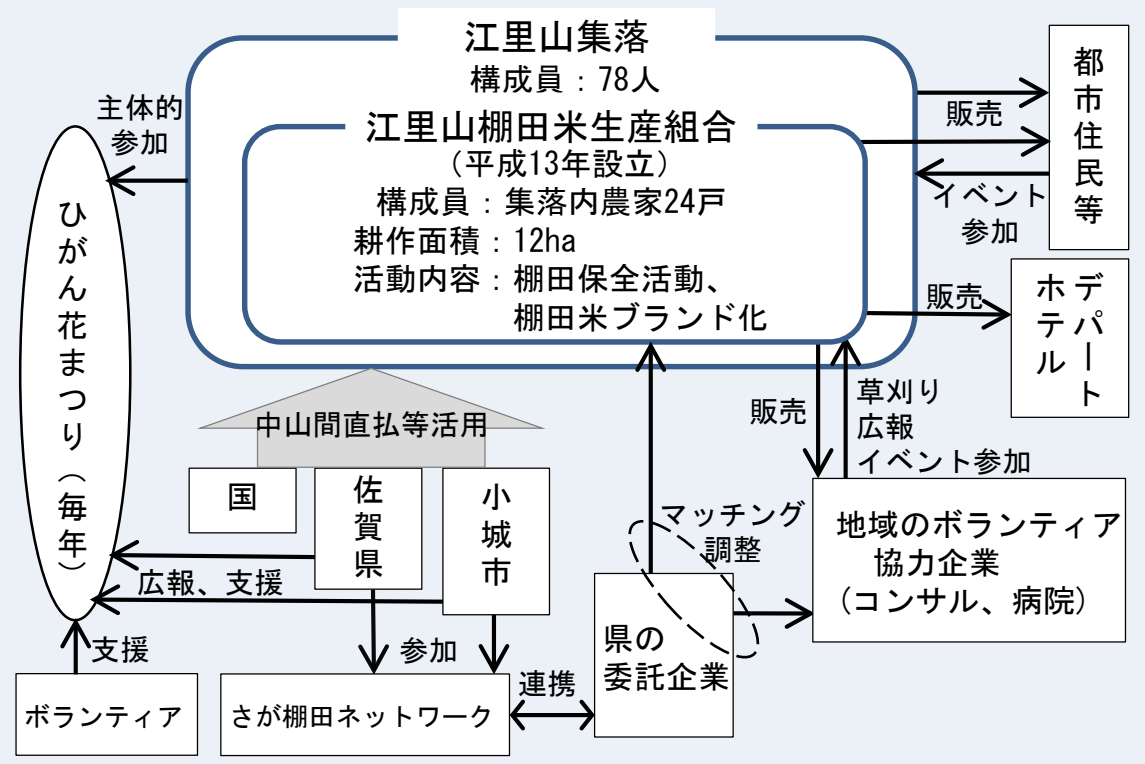 江里山集落
構成員：78人
江里山棚田米生産組合
（平成13年設立）
構成員：集落内農家24戸
耕作面積：12ha
活動内容：棚田保全活動、
棚田米ブランド化
主体的
参加
ひがん花まつり（毎年）
販売
イベント
参加
都市住民等
販売
デパート
ホテル
中山間直払等活用
国
佐賀県
小城市
販売
草刈り
広報
イベント参加
マッチング
調整
地域のボランティア
協力企業
（コンサル、病院）
広報、支援
支援
ボランティア
参加
さが棚田ネットワーク
連携
県の
委託企業